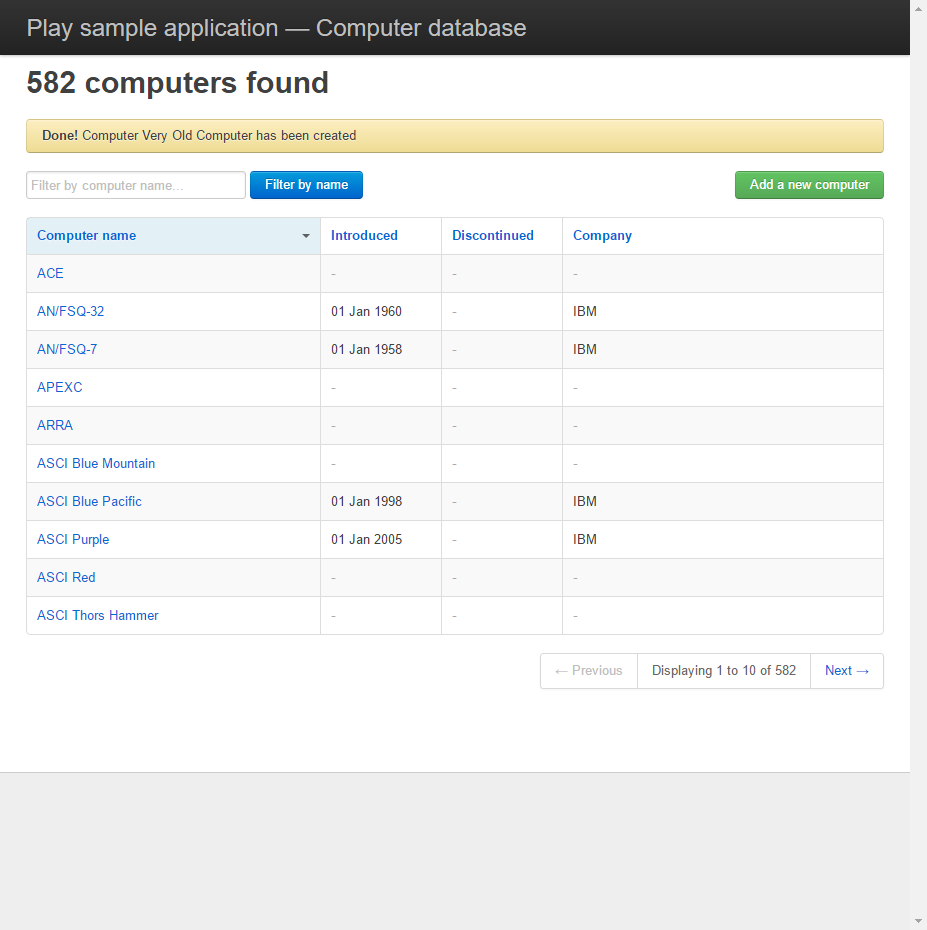 Play sample application — Computer database
582 computers found
Done! Computer Very Old Computer has been created
Filter by computer name... Filter by name Add a new computer
Computer name Introduced Discontinued Company
ACE - - -
AN/FSQ-32 01 Jan 1960 - IBM
AN/FSQ-7 01 Jan 1958 - IBM
APEXC - - -
ARRA - - -
ASCI Blue Mountain - - -
ASCI Blue Pacific 01 Jan 1998 - IBM
ASCI Purple 01 Jan 2005 - IBM
ASCI Red - - -
ASCI Thors Hammer - - -
← Previous Displaying 1 to 10 of 582 Next →